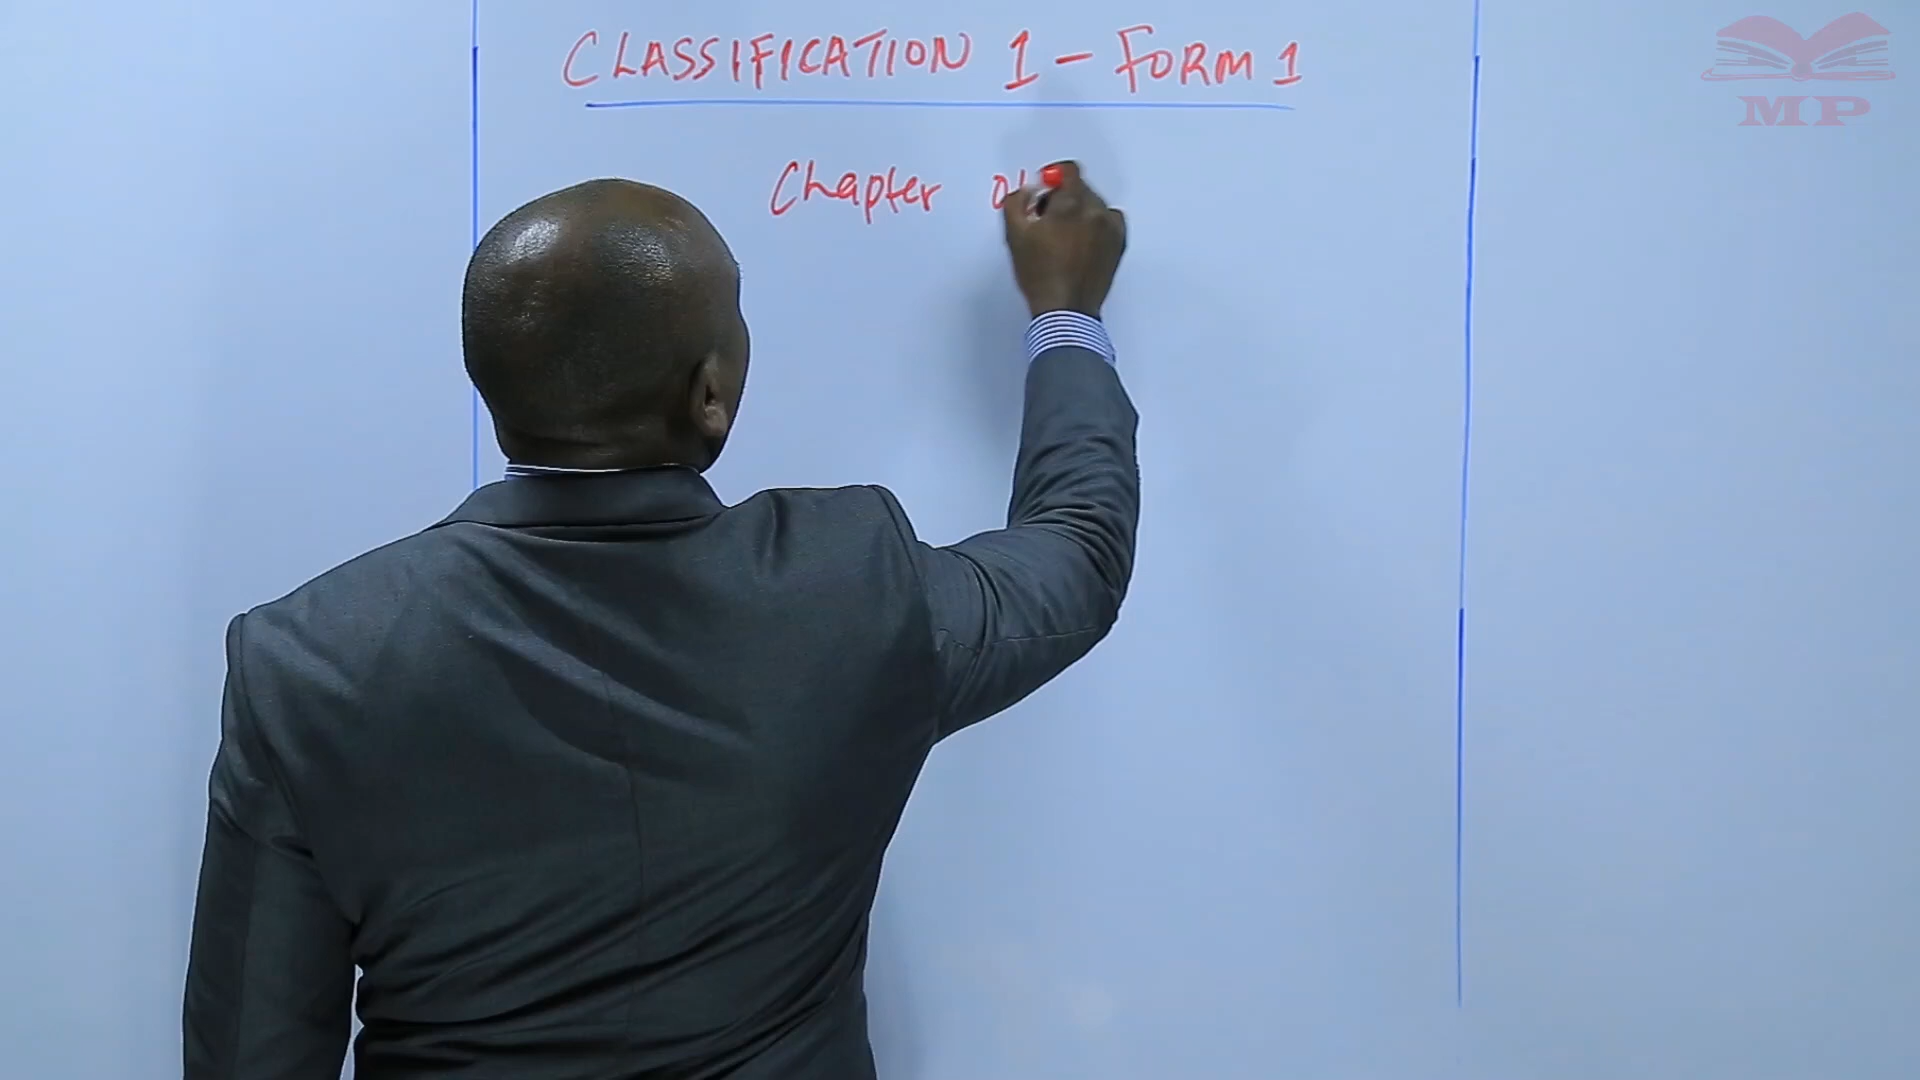 CLASSIFICATION 1 - FORM 1
Chapter
MP